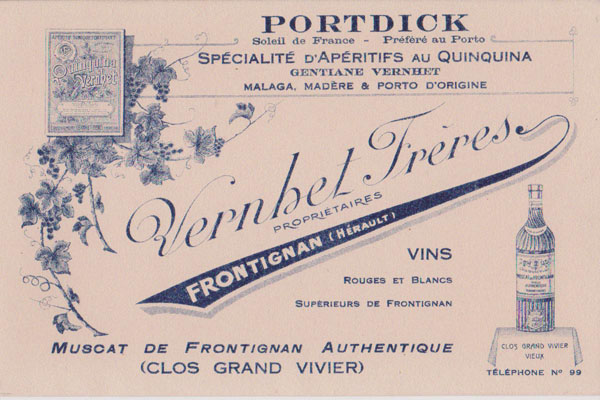 PORTDICK
Soleil de France - Préféré au Porto
SPÉCIALITÉ D'APÉRITIFS AU QUINQUINA
GENTIANE VERNHET
MALAGA, MADÈRE & PORTO D'ORIGINE
Quinquina
Vernhet
Vernhet Frères
PROPRIÉTAIRES
FRONTIGNAN (HÉRAULT)
VINS
ROUGES ET BLANCS
SUPÉRIEURS DE FRONTIGNAN
MUSCAT DE FRONTIGNAN AUTHENTIQUE
(CLOS GRAND VIVIER)
CLOS GRAND VIVIER
VIEUX
TÉLÉPHONE No 99